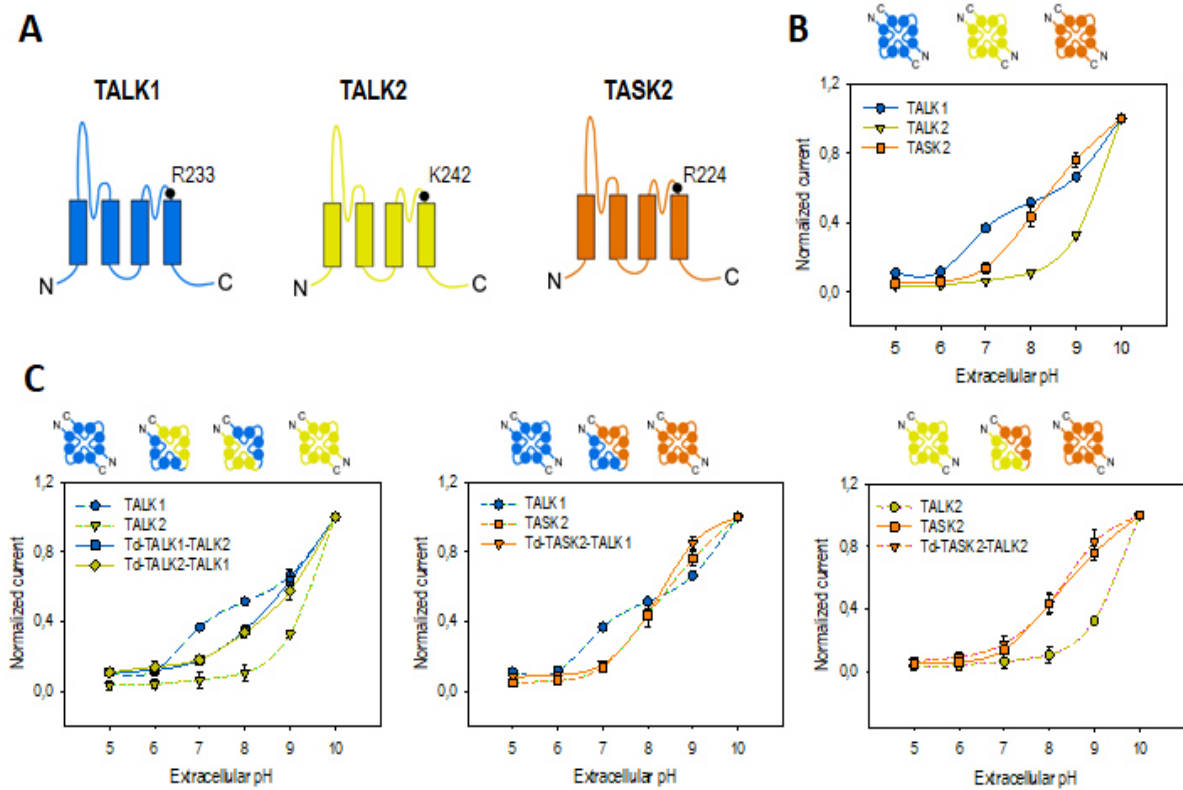 A
TALK1
TALK2
TASK2
R233
K242
R224
N
C
N
C
N
C
B
C
N
N
C
C
N
N
C
C
N
N
C
1,2
0,8
0,4
0,0
Normalized current
TALK1
TALK2
TASK2
5 6 7 8 9 10
Extracellular pH
C
C
N
N
C
C
N
N
C
1,2
0,8
0,4
0,0
Normalized current
TALK1
TALK2
Td-TALK1-TALK2
Td-TALK2-TALK1
5 6 7 8 9 10
Extracellular pH
C
N
N
C
C
N
N
C
1,2
0,8
0,4
0,0
Normalized current
TALK1
TASK2
Td-TASK2-TALK1
5 6 7 8 9 10
Extracellular pH
C
N
N
C
C
N
N
C
1,2
0,8
0,4
0,0
Normalized current
TALK2
TASK2
Td-TASK2-TALK2
5 6 7 8 9 10
Extracellular pH